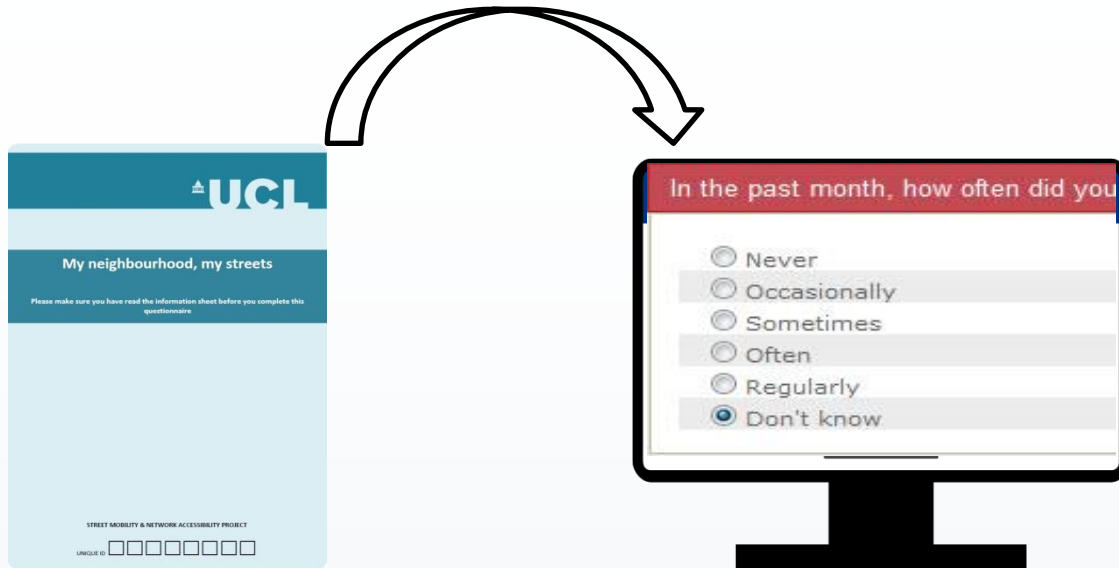 UCL
My neighbourhood, my streets
Please make sure you have read the information sheet before you complete this
questionnaire
STREET MOBILITY & NETWORK ACCESSIBILITY PROJECT
UNIQUE ID
In the past month, how often did you
Never
Occasionally
Sometimes
Often
Regularly
Don't know